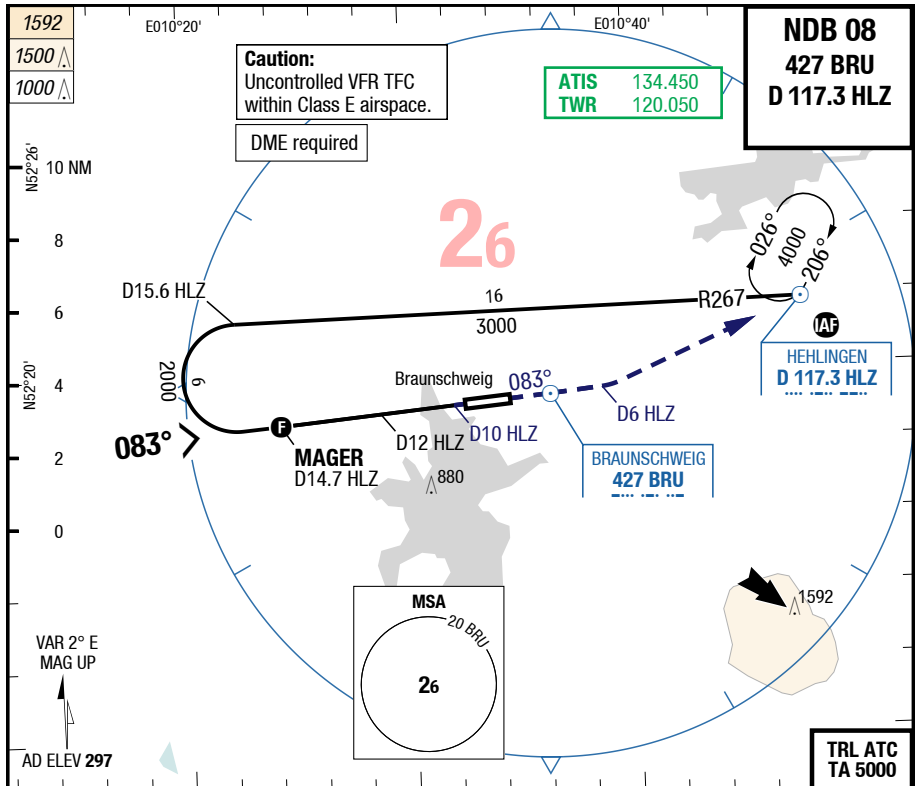 1592
1500
1000
E010°20'
E010°40'
NDB 08
427 BRU
D 117.3 HLZ
Caution:
Uncontrolled VFR TFC
within Class E airspace.
ATIS 134.450
TWR 120.050
DME required
N52°26'
10 NM
8
6
4
2
0
N52°20'
26
026°
4000
206°
D15.6 HLZ
16
3000
R267
IAF
HEHLINGEN
D 117.3 HLZ
2000
6
Braunschweig
083°
D6 HLZ
083°
F
MAGER
D14.7 HLZ
D12 HLZ
D10 HLZ
880
BRAUNSCHWEIG
427 BRU
1592
MSA
20 BRU
26
VAR 2° E
MAG UP
AD ELEV 297
TRL ATC
TA 5000